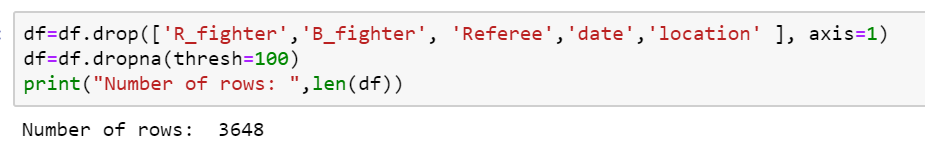 df=df.drop(['R_fighter','B_fighter', 'Referee','date','location' ], axis=1)
df=df.dropna(thresh=100)
print("Number of rows: ",len(df))
Number of rows:  3648